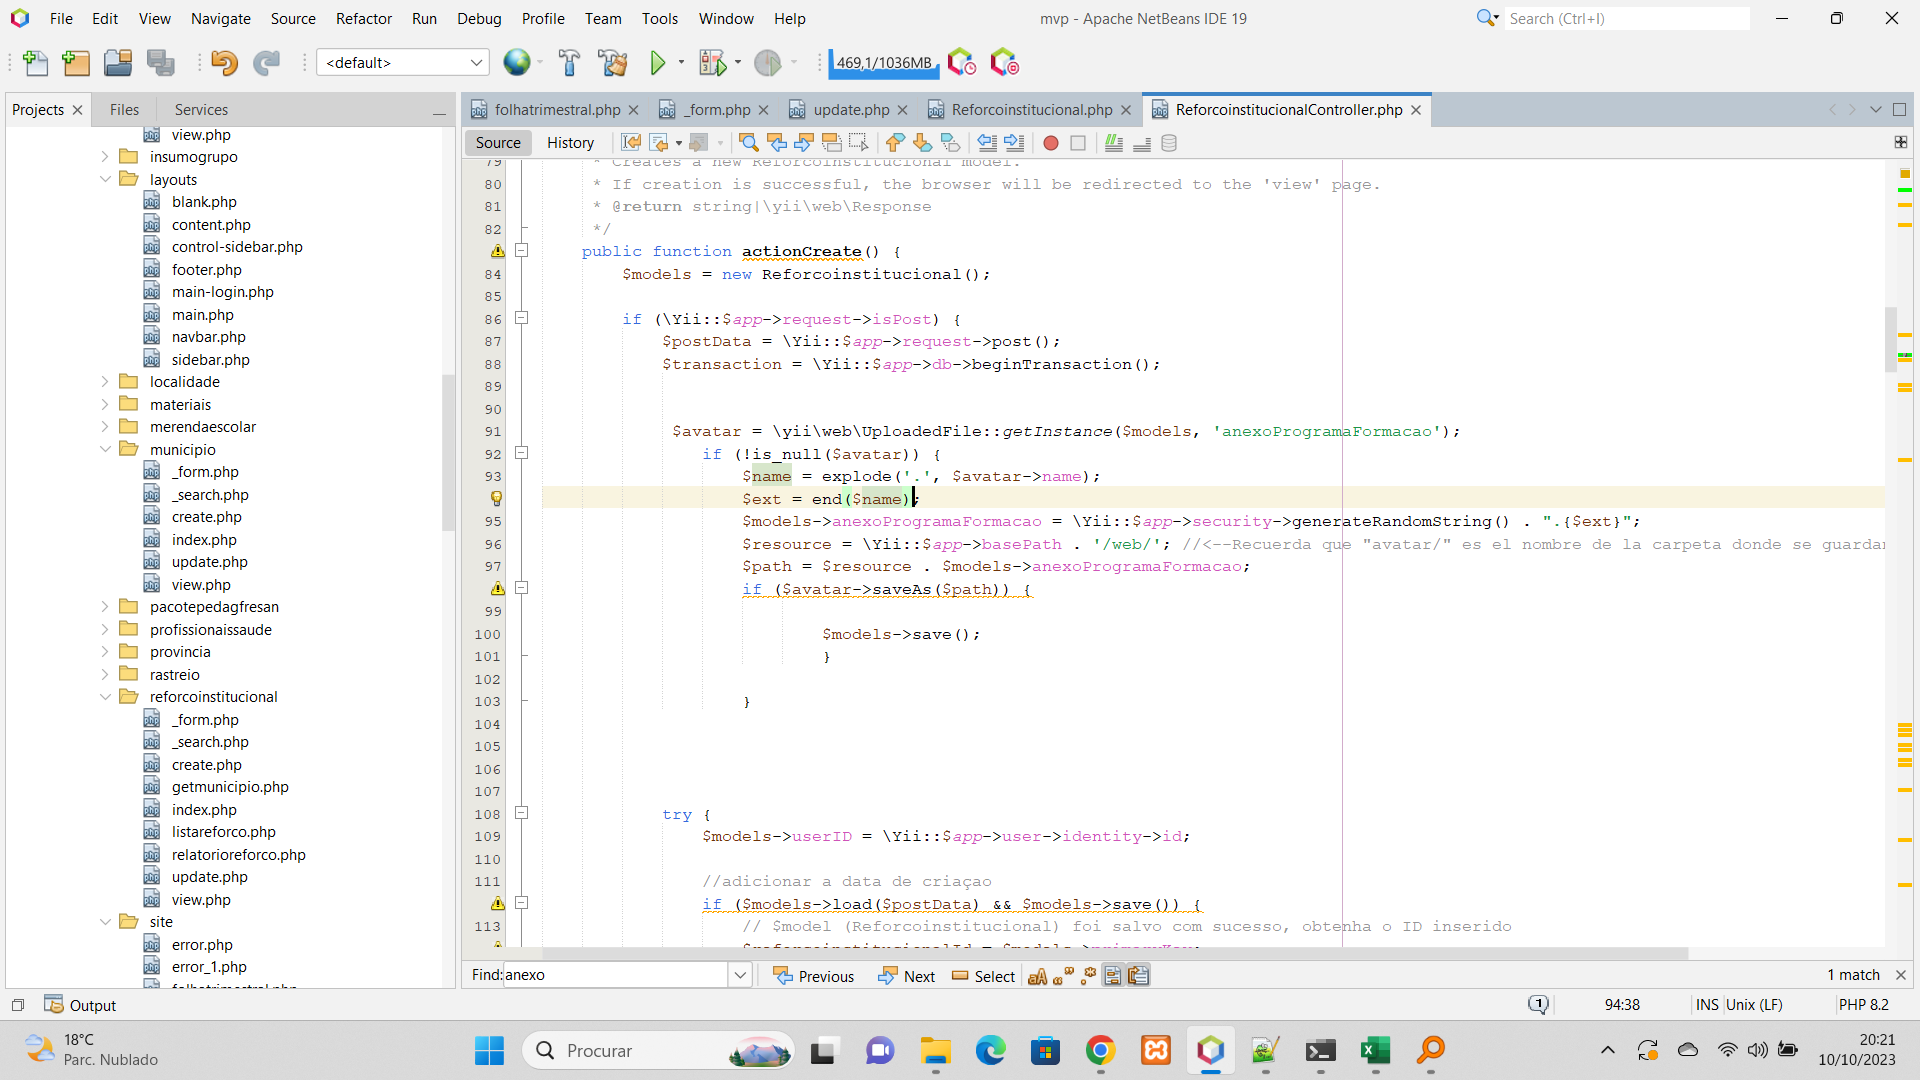 File Edit View Navigate Source Refactor Run Debug Profile Team Tools Window Help
mvp - Apache NetBeans IDE 19
Search (Ctrl+I)
<default>
469,1/1036MB
Projects Files Services
folhatrimestral.php _form.php update.php Reforcoinstitucional.php ReforcoinstitucionalController.php
Source History
view.php
insumogrupo
layouts
blank.php
content.php
control-sidebar.php
footer.php
main-login.php
main.php
navbar.php
sidebar.php
localidade
materiais
merendaescolar
municipio
_form.php
_search.php
create.php
index.php
update.php
view.php
pacotepedagfresan
profissionaissaude
provincia
rastreio
reforcoinstitucional
_form.php
_search.php
create.php
getmunicipio.php
index.php
listareforco.php
relatorioreforco.php
update.php
view.php
site
error.php
error_1.php
folhatrimestral.php
79 * Creates a new Reforcoinstitucional model.
80 * If creation is successful, the browser will be redirected to the 'view' page.
81 * @return string|\yii\web\Response
82 */
public function actionCreate() {
84 $models = new Reforcoinstitucional();
85
86 if (\Yii::$app->request->isPost) {
87 $postData = \Yii::$app->request->post();
88 $transaction = \Yii::$app->db->beginTransaction();
89
90
91 $avatar = \yii\web\UploadedFile::getInstance($models, 'anexoProgramaFormacao');
92 if (!is_null($avatar)) {
93 $name = explode('.', $avatar->name);
$ext = end($name);
95 $models->anexoProgramaFormacao = \Yii::$app->security->generateRandomString() . ".{$ext}";
96 $resource = \Yii::$app->basePath . '/web/'; //<--Recuerda que "avatar/" es el nombre de la carpeta donde se guardar
97 $path = $resource . $models->anexoProgramaFormacao;
if ($avatar->saveAs($path)) {
99
100 $models->save();
101 }
102
103 }
104
105
106
107
108 try {
109 $models->userID = \Yii::$app->user->identity->id;
110
111 //adicionar a data de criaçao
if ($models->load($postData) && $models->save()) {
113 // $model (Reforcoinstitucional) foi salvo com sucesso, obtenha o ID inserido
$reforcoinstitucionalId = $models->primaryKey;
Find: anexo Previous Next Select 1 match
Output
1 94:38 INS Unix (LF) PHP 8.2
18°C
Parc. Nublado
Procurar
20:21
10/10/2023